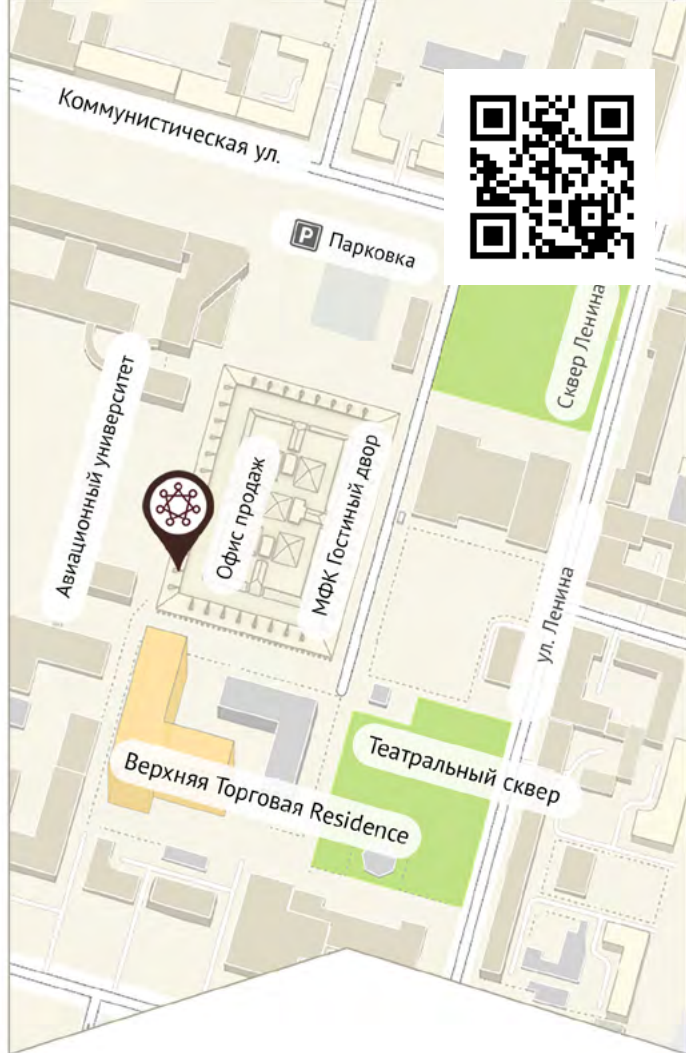 Коммунистическая ул.
P Парковка
Сквер Ленина
Авиационный университет
Офис продаж
МФК Гостиный двор
ул. Ленина
Театральный сквер
Верхняя Торговая Residence